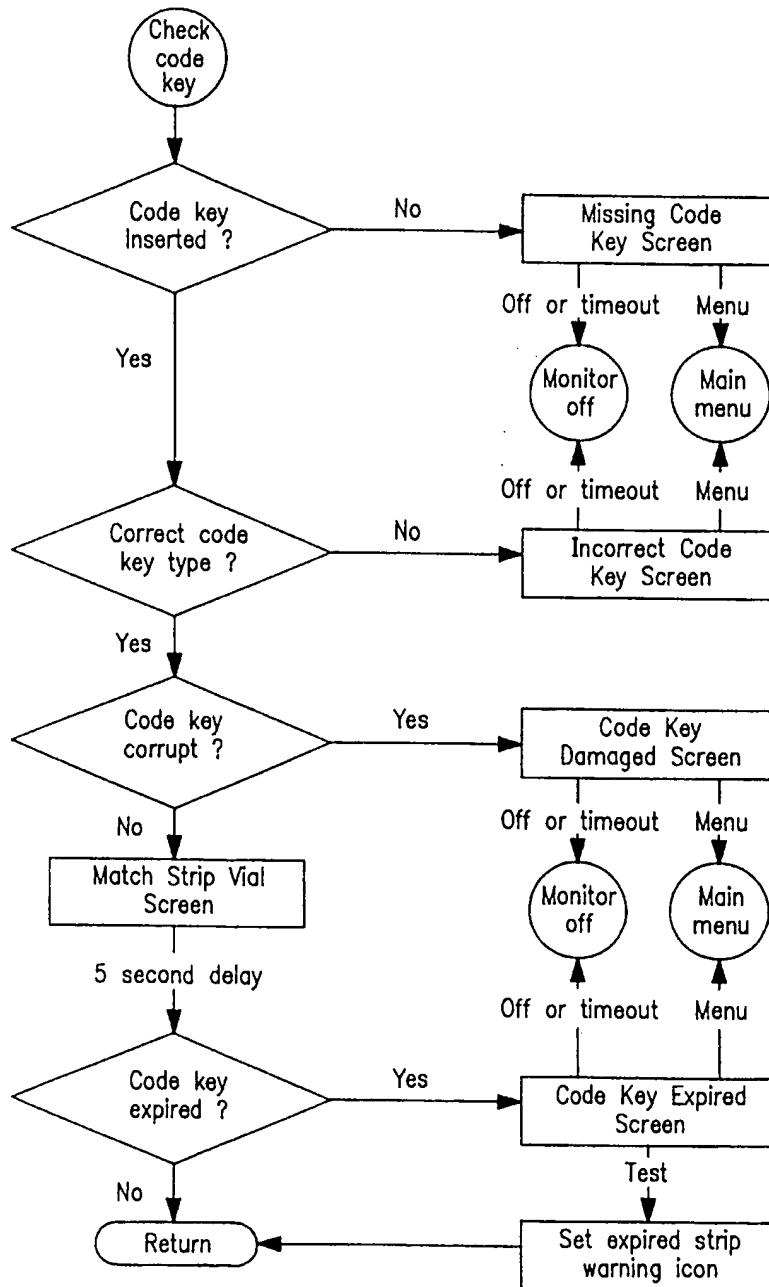 Check
code
key
Code key
Inserted ?
No
Missing Code
Key Screen
Off or timeout
Menu
Yes
Monitor
off
Main
menu
Off or timeout
Menu
Correct code
key type ?
No
Incorrect Code
Key Screen
Yes
Code key
corrupt ?
Yes
Code Key
Damaged Screen
No
Off or timeout
Menu
Match Strip Vial
Screen
Monitor
off
Main
menu
5 second delay
Off or timeout
Menu
Code key
expired ?
Yes
Code Key Expired
Screen
Test
No
Return
Set expired strip
warning icon